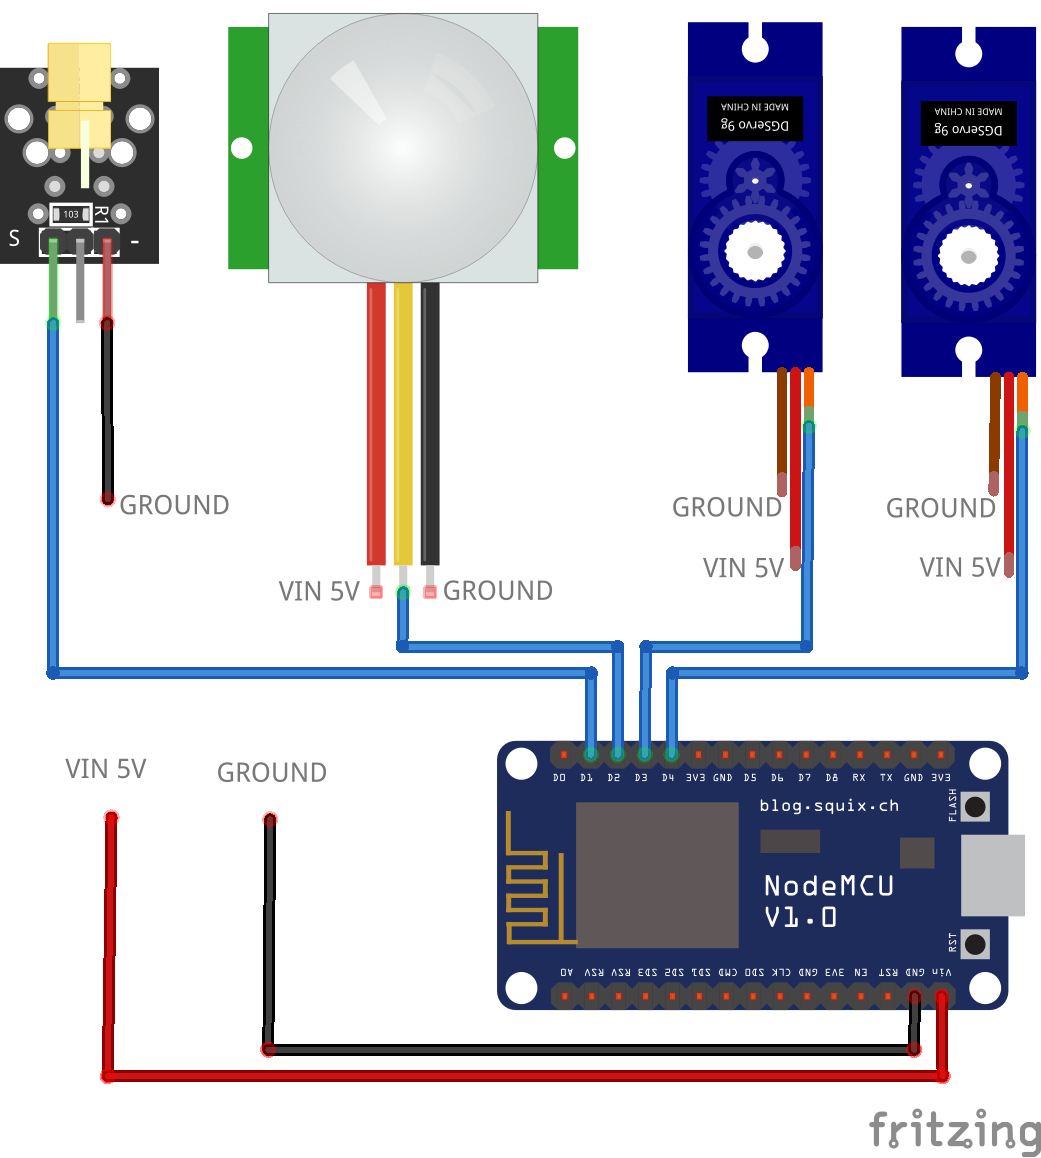 MADE IN CHINA
DGServo 9g
MADE IN CHINA
DGServo 9g
103
R1
S
-
GROUND
GROUND
GROUND
VIN 5V
VIN 5V
VIN 5V
GROUND
VIN 5V
GROUND
D0 D1 D2 D3 D4 3V3 GND D5 D6 D7 D8 RX TX GND 3V3
blog.squix.ch
FLASH
NodeMCU
V1.0
RST
A0 RSV RSV SD3 SD2 SD1 CMD SD0 CLK GND 3V3 EN RST GND Vin
fritzing